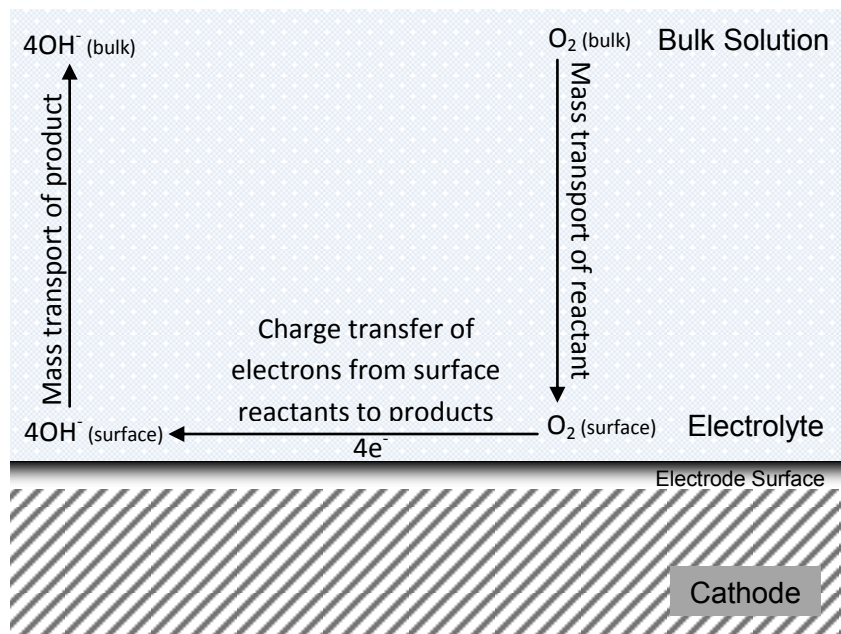 4OH⁻ (bulk)
O₂ (bulk)
Bulk Solution
Mass transport of product
Mass transport of reactant
Charge transfer of
electrons from surface
reactants to products
4OH⁻ (surface)
4e⁻
O₂ (surface)
Electrolyte
Electrode Surface
Cathode